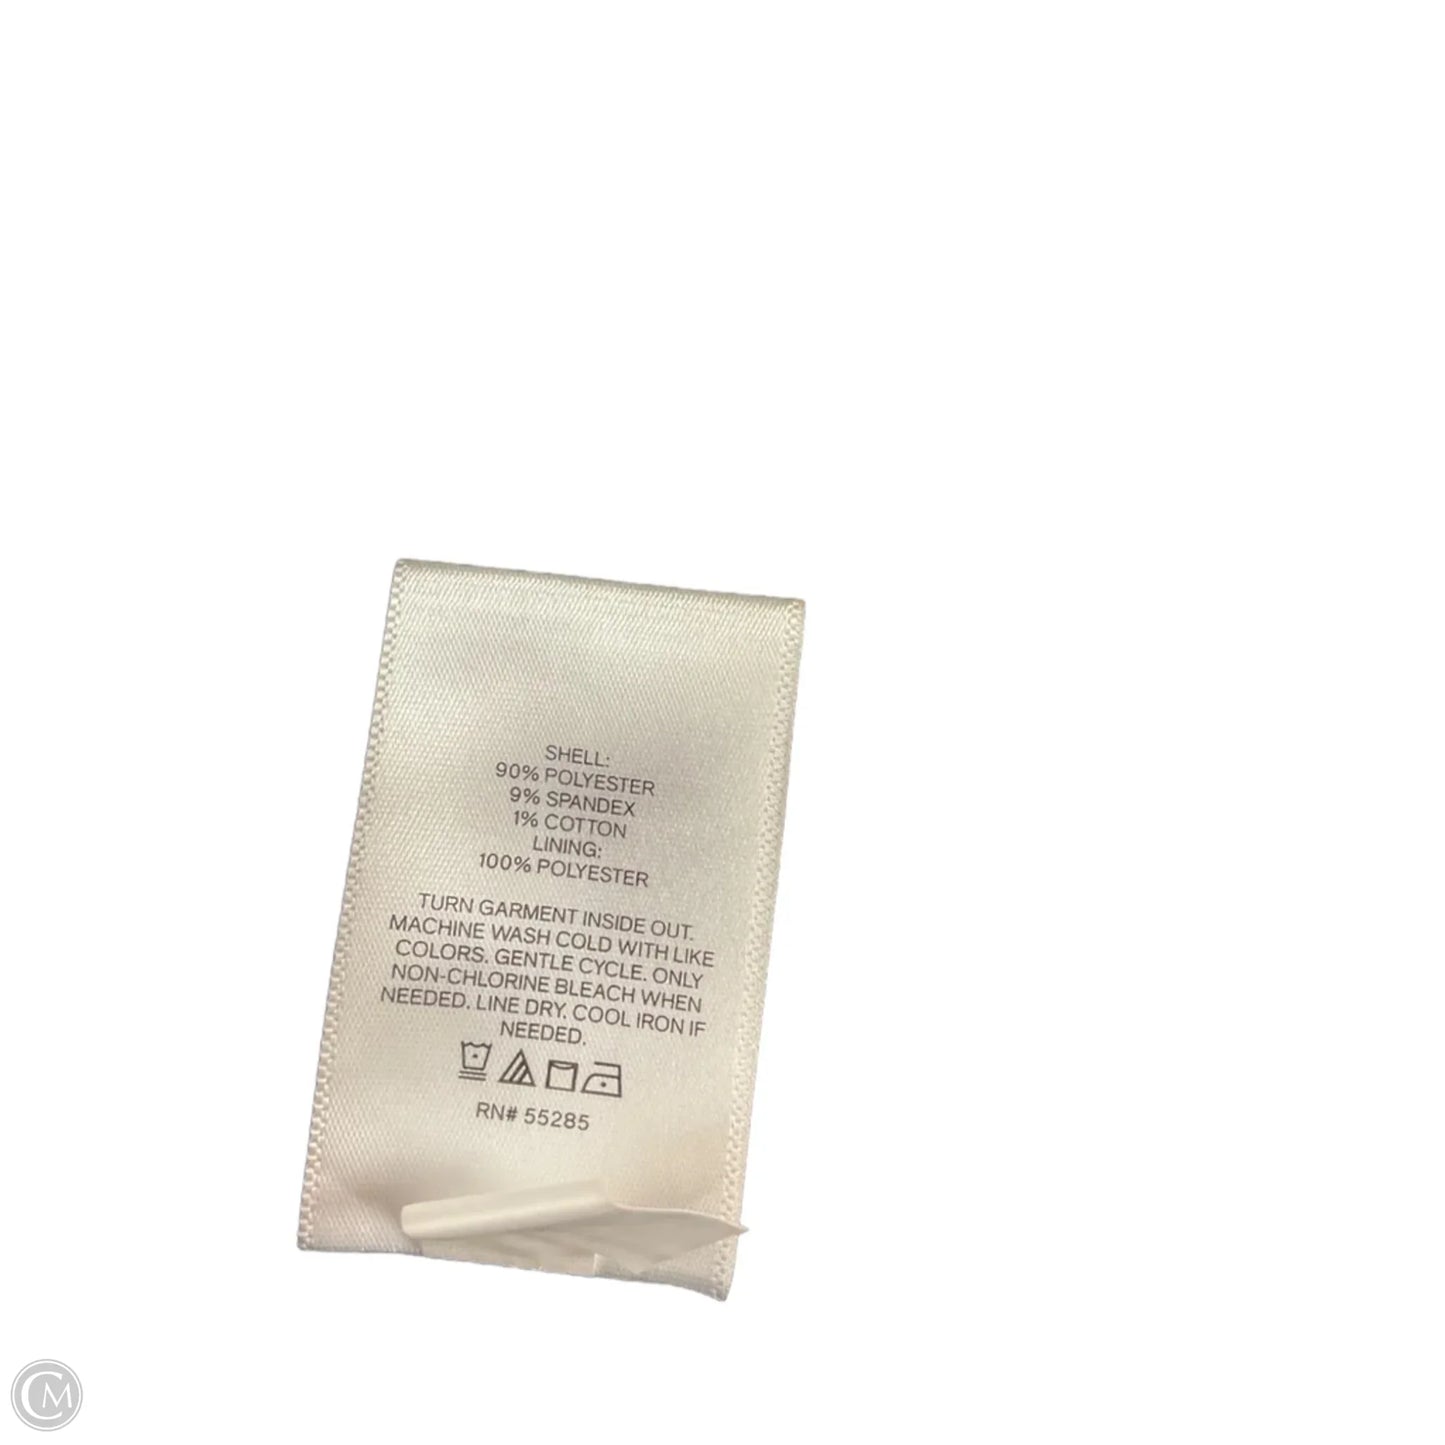 SHELL:
90% POLYESTER
9% SPANDEX
1% COTTON
LINING:
100% POLYESTER
TURN GARMENT INSIDE OUT.
MACHINE WASH COLD WITH LIKE
COLORS. GENTLE CYCLE. ONLY
NON-CHLORINE BLEACH WHEN
NEEDED. LINE DRY. COOL IRON IF
NEEDED.
RN# 55285
CM